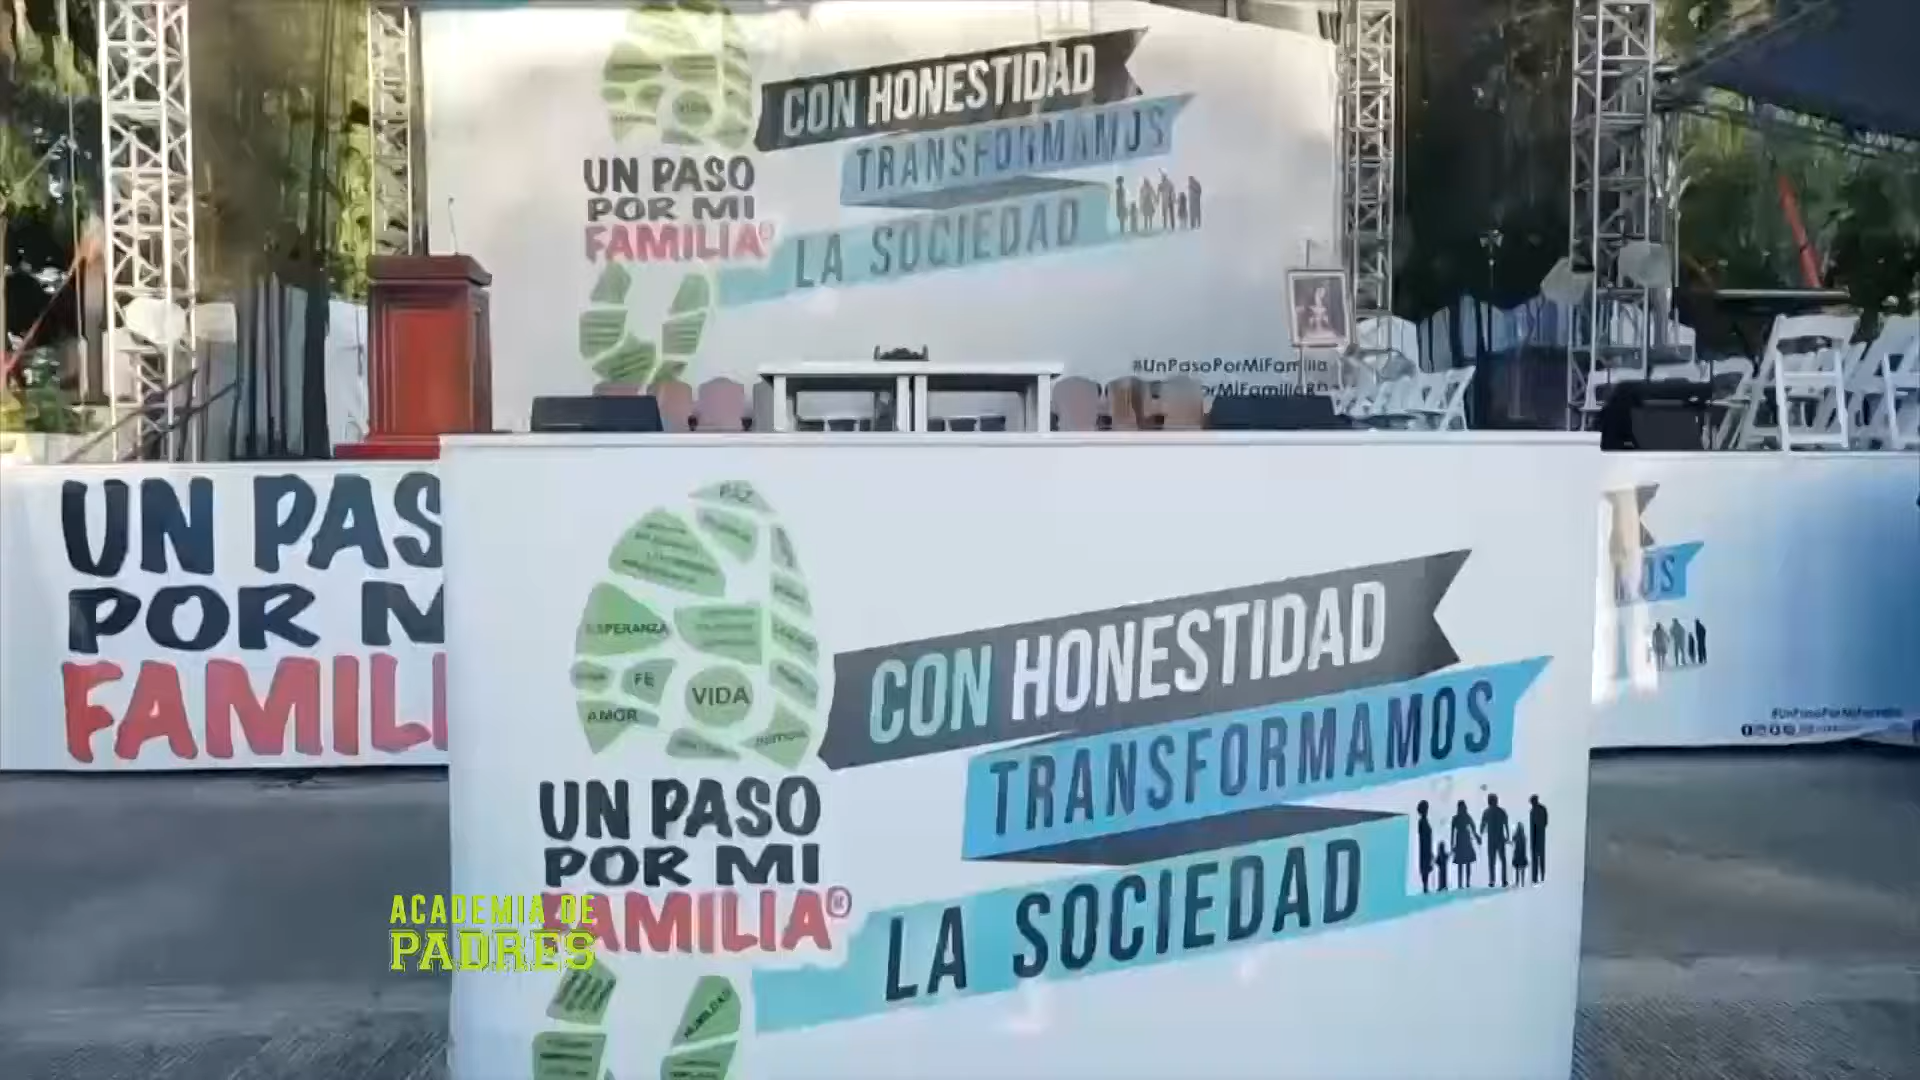 CON HONESTIDAD
TRANSFORMAMOS
LA SOCIEDAD
UN PASO
POR MI
FAMILIA
#UnPasoPorMiFamilia
UN PAS
POR M
FAMILI
OS
#UnPasoPorMiFamilia
PAZ
ESPERANZA
FE
VIDA
AMOR
CON HONESTIDAD
TRANSFORMAMOS
LA SOCIEDAD
UN PASO
POR MI
FAMILIA®
ACADEMIA DE
PADRES